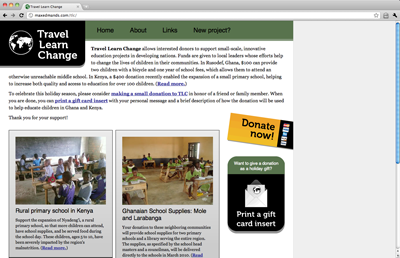 Travel Learn Change
maxedmonds.com/tlc/
Travel
Learn
Change
Home About Links New project?
Travel Learn Change allows interested donors to support small-scale, innovative
education projects in developing nations. Funds are given to local leaders whose efforts help
to change the lives of children in their communities. In Rasodef, Ghana, $100 can provide
two children with a bicycle and one year of school fees, which allows them to attend an
otherwise unreachable middle school. In Kenya, a $400 donation recently enabled the expansion of a small primary school, helping
to increase both quality and access to education for over 100 children. (Read more.)
To celebrate this holiday season, please consider making a small donation to TLC in honor of a friend or family member. When
you are done, you can print a gift card insert with your personal message and a brief description of how the donation will be used
to help educate children in Ghana and Kenya.
Thank you for your support!
Donate
now!
Want to give a donation
as a holiday gift?
Print a gift
card insert
Rural primary school in Kenya
Support the expansion of Nyadeng'i, a rural
primary school, so that more children can attend,
have school supplies, and be served food during
the school day. These children, ages 5 to 10, have
been severely impacted by the region's
malnutrition. (Read more.)
Ghanaian School Supplies: Mole
and Larabanga
Your donation to these neighboring communities
will provide school supplies for two primary
schools and a library serving the entire region.
The supplies, as specified by the school head
masters and councilman, will be delivered
directly to the schools in March 2010. (Read